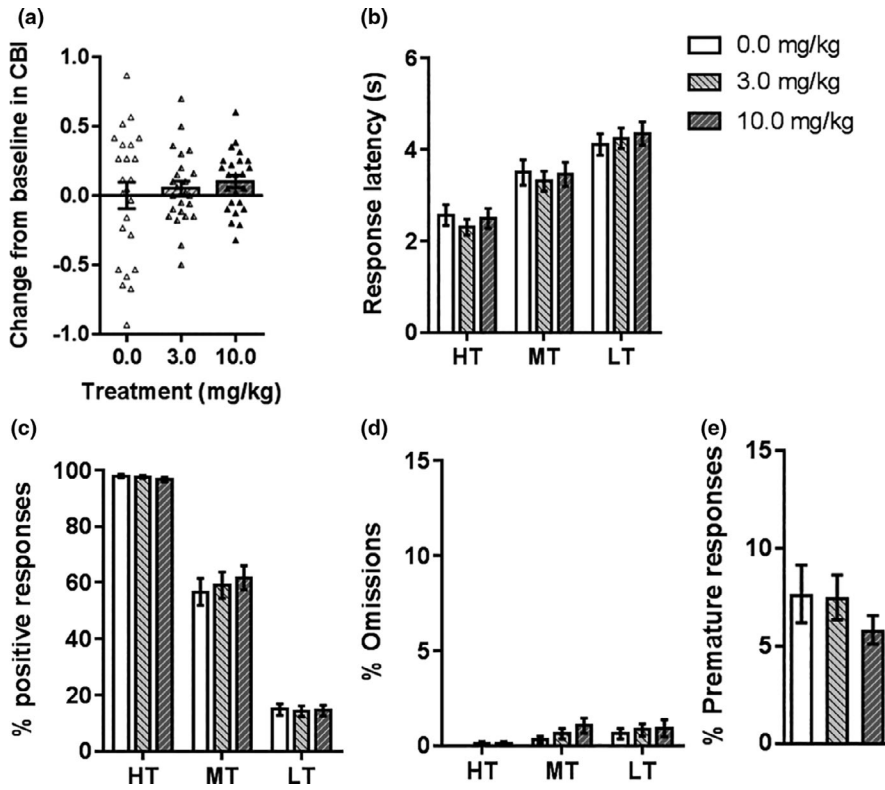 (a)
Change from baseline in CBI
1.0
0.5
0.0
-0.5
-1.0
0.0 3.0 10.0
Treatment (mg/kg)
(b)
Response latency (s)
6
4
2
0
HT MT LT
0.0 mg/kg
3.0 mg/kg
10.0 mg/kg
(c)
% positive responses
100
80
60
40
20
0
HT MT LT
(d)
% Omissions
15
10
5
0
HT MT LT
(e)
% Premature responses
15
10
5
0